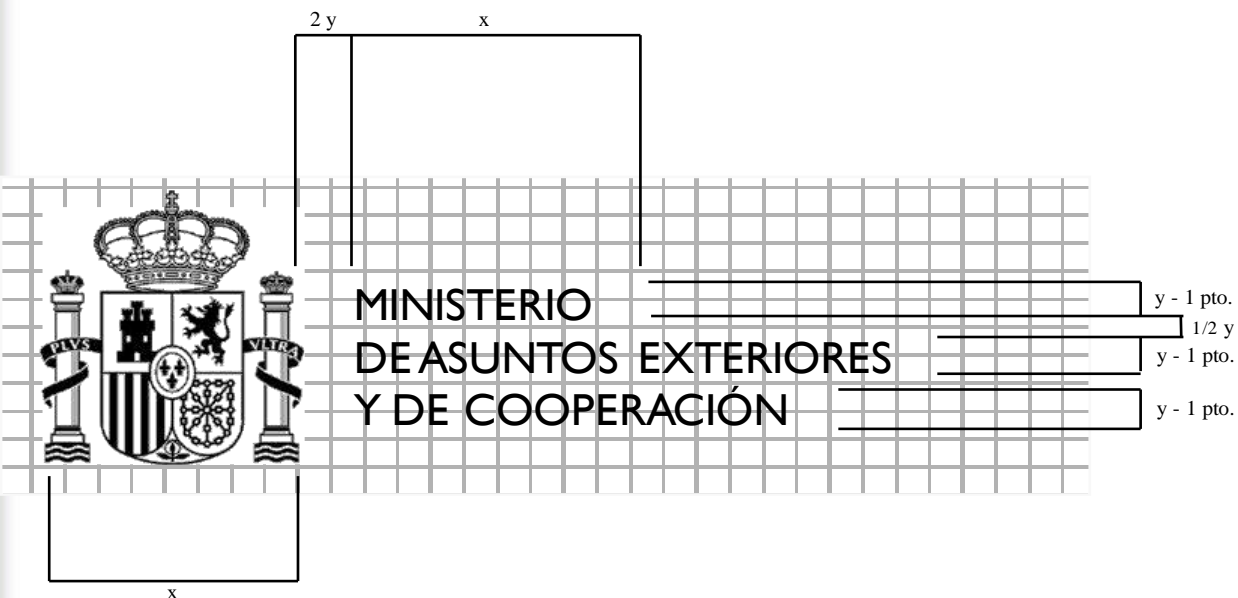 2 y
x
MINISTERIO
DE ASUNTOS EXTERIORES
Y DE COOPERACIÓN
y - 1 pto.
1/2 y
y - 1 pto.
y - 1 pto.
PLVS
VLTRA
x